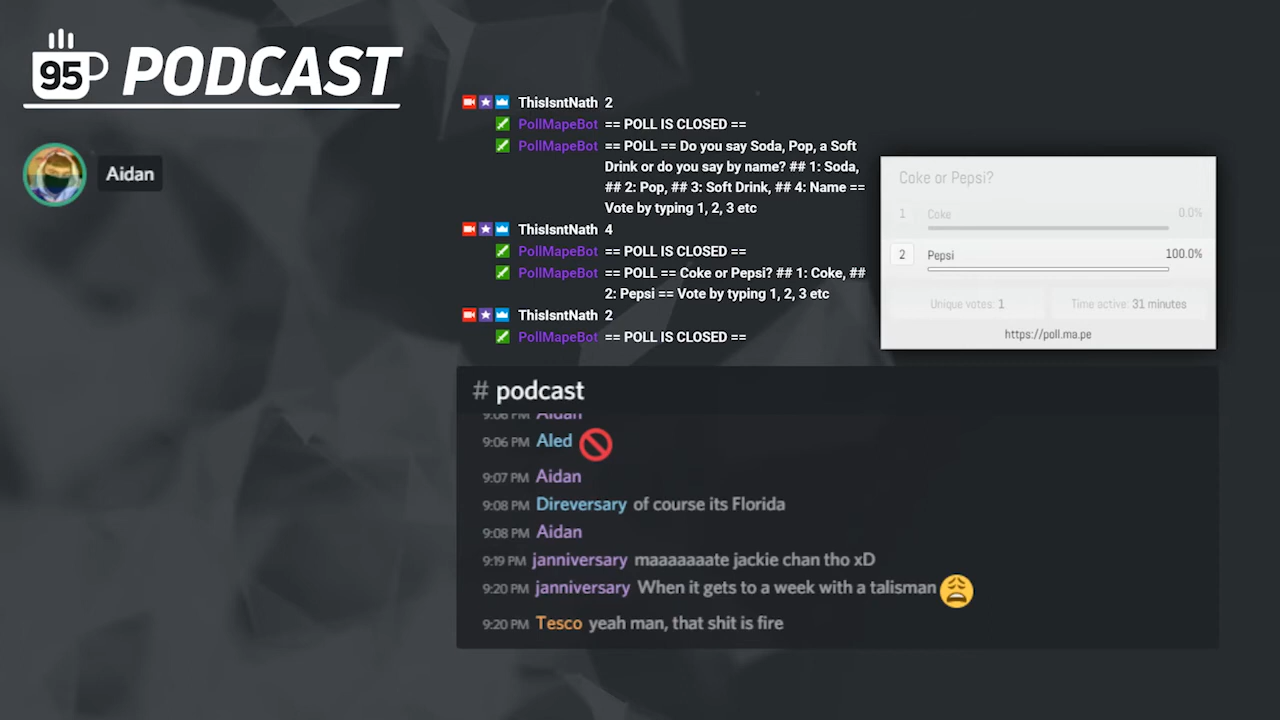 95 PODCAST
Aidan
ThisIsntNath 2
PollMapeBot == POLL IS CLOSED ==
PollMapeBot == POLL == Do you say Soda, Pop, a Soft
Drink or do you say by name? ## 1: Soda,
## 2: Pop, ## 3: Soft Drink, ## 4: Name ==
Vote by typing 1, 2, 3 etc
ThisIsntNath 4
PollMapeBot == POLL IS CLOSED ==
PollMapeBot == POLL == Coke or Pepsi? ## 1: Coke, ##
2: Pepsi == Vote by typing 1, 2, 3 etc
ThisIsntNath 2
PollMapeBot == POLL IS CLOSED ==
Coke or Pepsi?
1 Coke 0.0%
2 Pepsi 100.0%
Unique votes: 1 Time active: 31 minutes
https://poll.ma.pe
# podcast
9:06 PM Aidan
9:06 PM Aled
9:07 PM Aidan
9:08 PM Direversary of course its Florida
9:08 PM Aidan
9:19 PM janniversary maaaaaaate jackie chan tho xD
9:20 PM janniversary When it gets to a week with a talisman
9:20 PM Tesco yeah man, that shit is fire